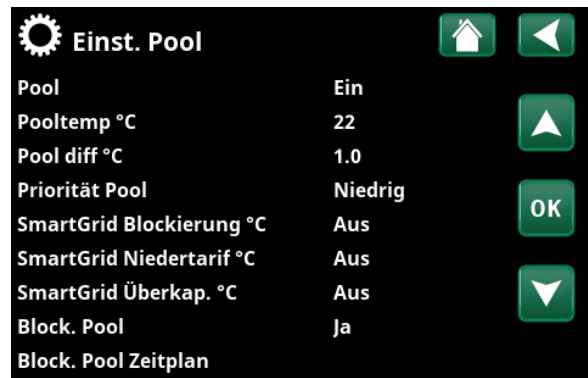 Einst. Pool
Pool Ein
Pooltemp °C 22
Pool diff °C 1.0
Priorität Pool Niedrig
SmartGrid Blockierung °C Aus
OK
SmartGrid Niedertarif °C Aus
SmartGrid Überkap. °C Aus
Block. Pool Ja
Block. Pool Zeitplan